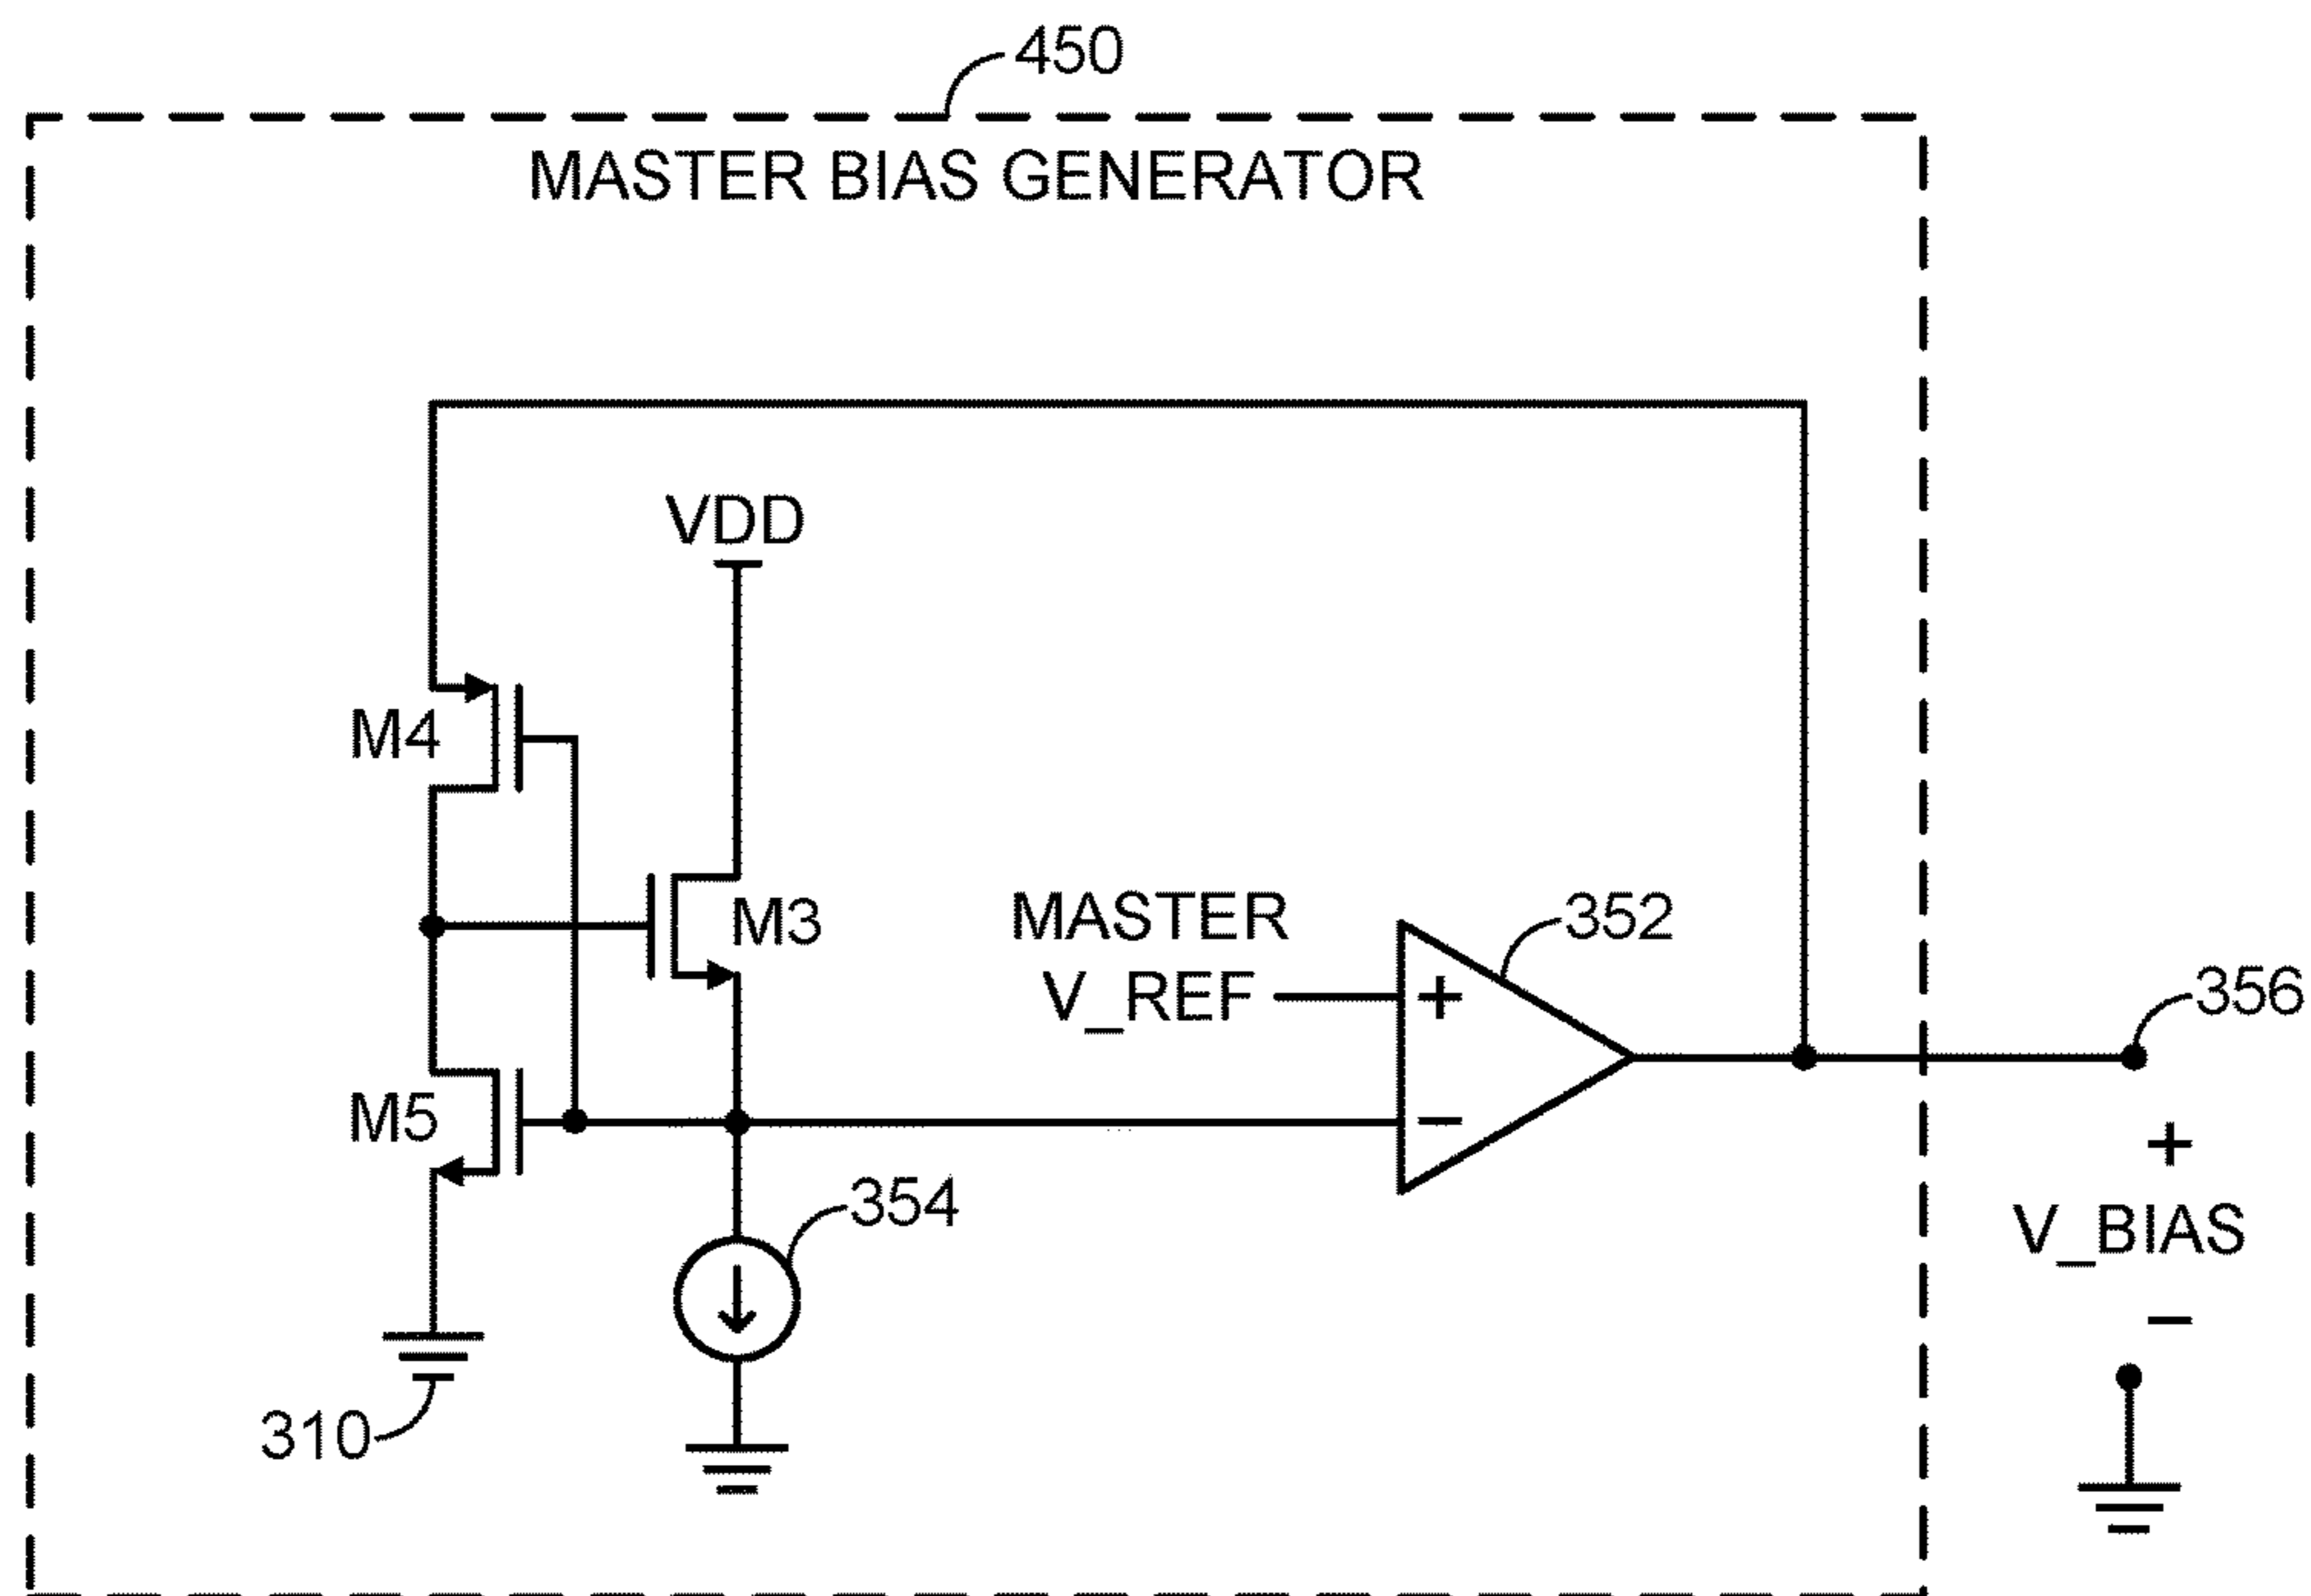 450
MASTER BIAS GENERATOR
VDD
M4
M3
MASTER
V_REF
+
−
352
356
M5
354
+
V_BIAS
−
310